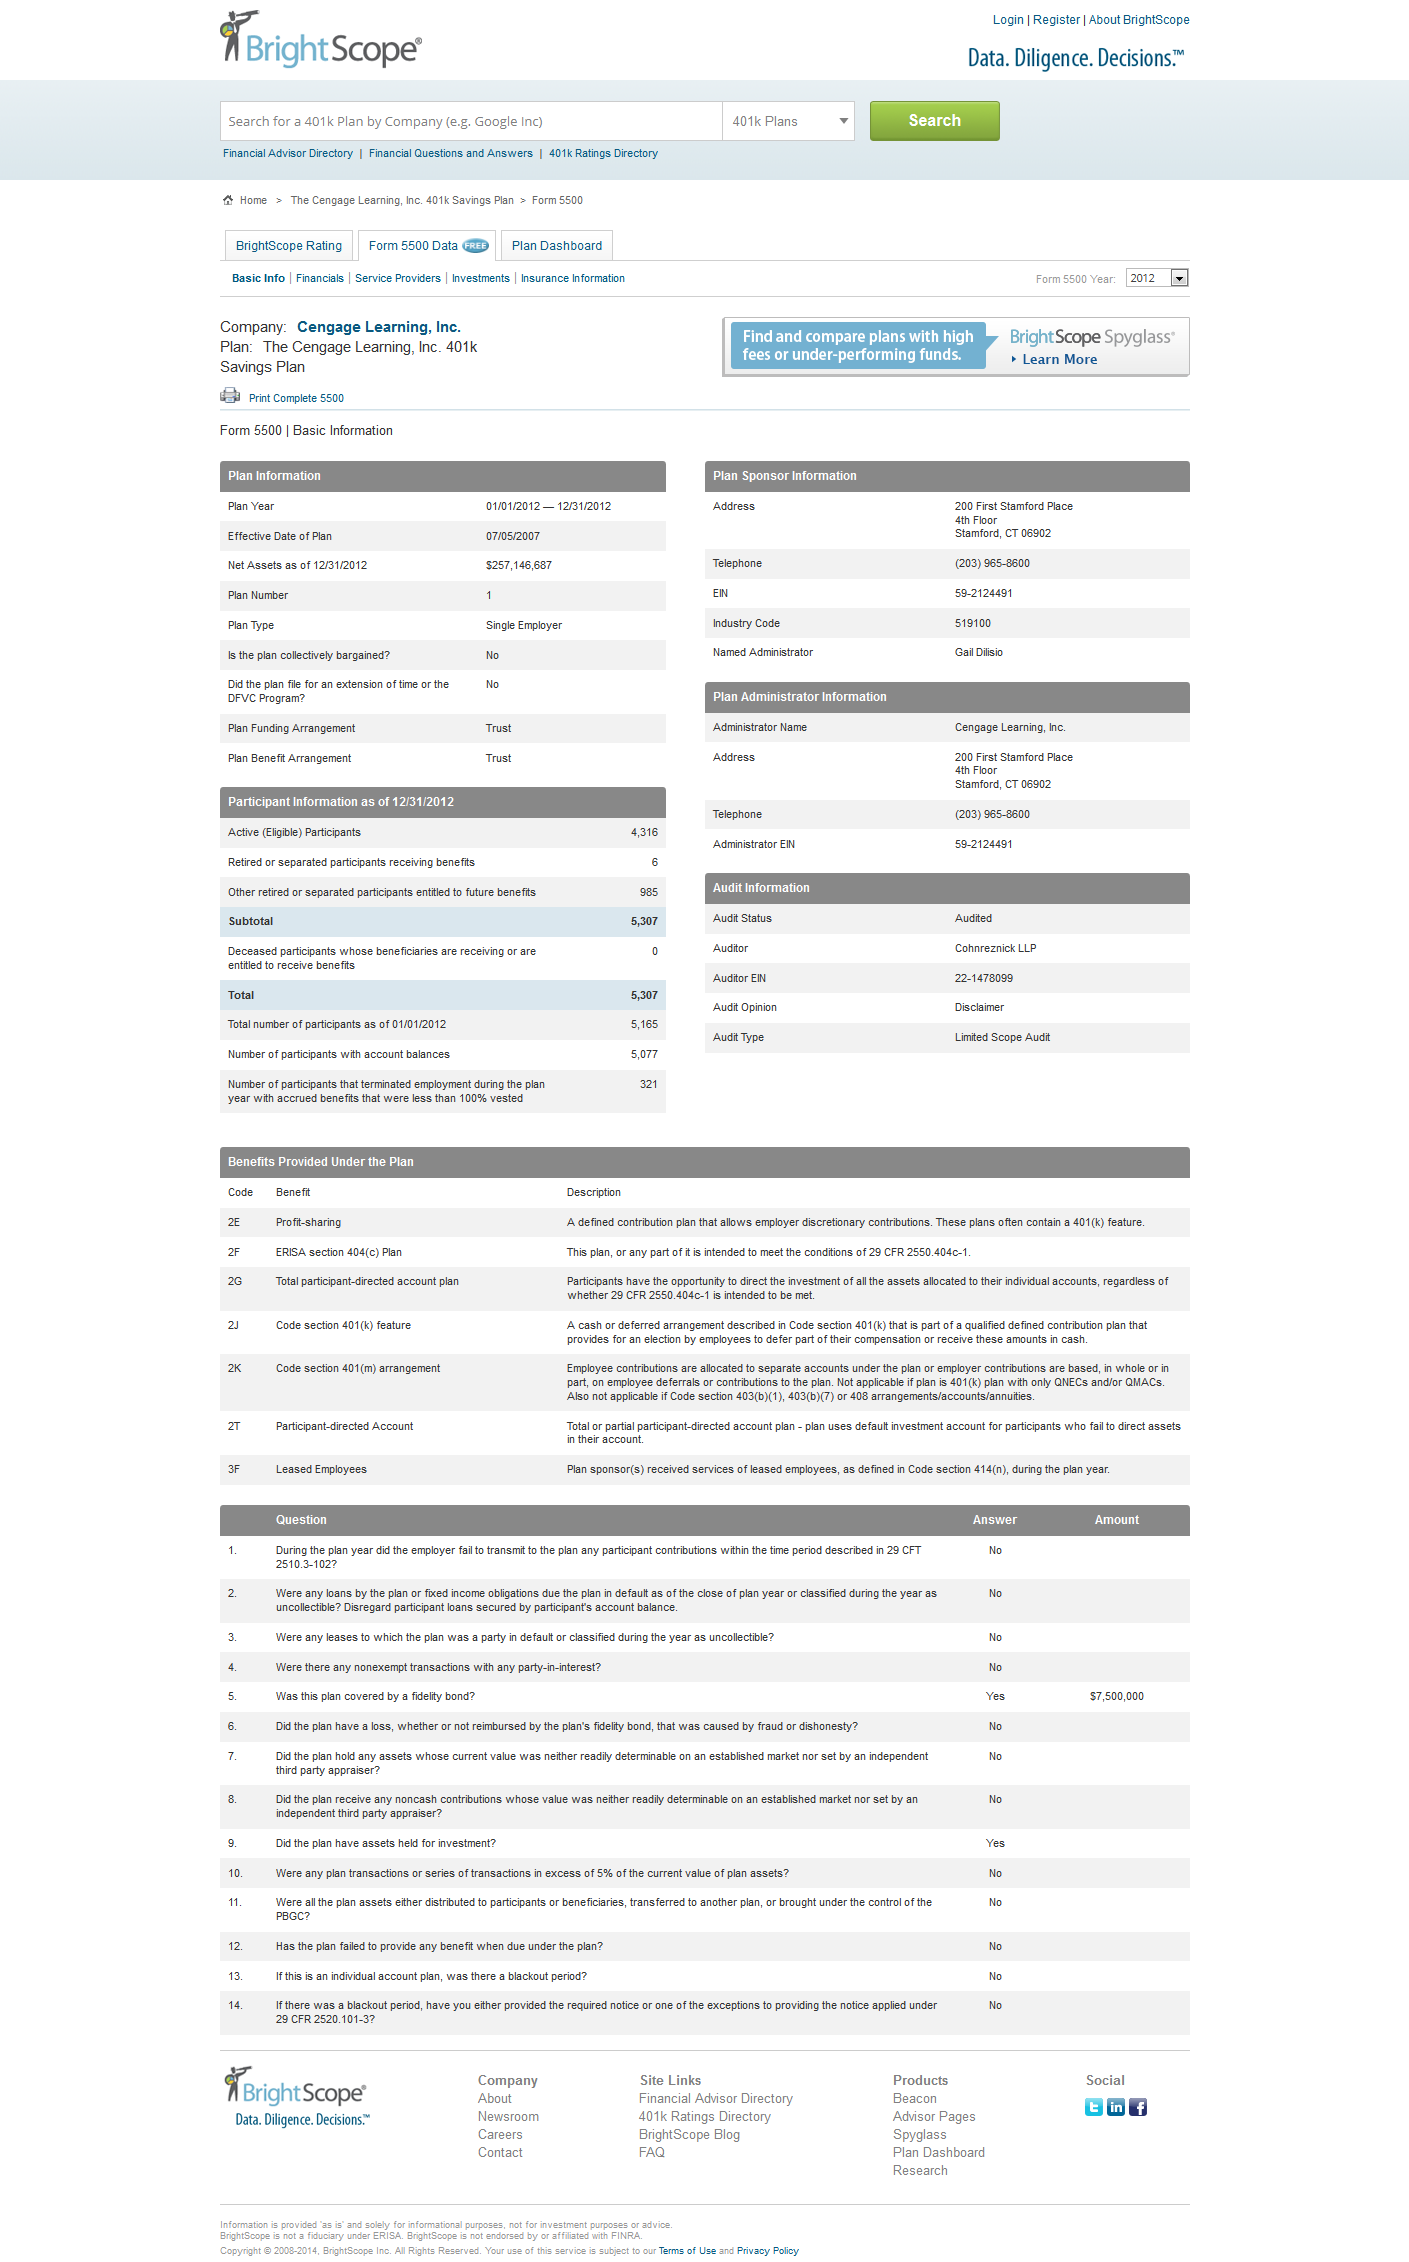 Login | Register | About BrightScope
BrightScope®
Data. Diligence. Decisions.™
Search for a 401k Plan by Company (e.g. Google Inc)
401k Plans
Search
Financial Advisor Directory | Financial Questions and Answers | 401k Ratings Directory
Home > The Cengage Learning, Inc. 401k Savings Plan > Form 5500
BrightScope Rating
Form 5500 Data FREE
Plan Dashboard
Basic Info | Financials | Service Providers | Investments | Insurance Information
Form 5500 Year: 2012
Company: Cengage Learning, Inc.
Plan: The Cengage Learning, Inc. 401k
Savings Plan
Find and compare plans with high
fees or under-performing funds.
BrightScope Spyglass®
Learn More
Print Complete 5500
Form 5500 | Basic Information
Plan Information
Plan Year 01/01/2012 — 12/31/2012
Effective Date of Plan 07/05/2007
Net Assets as of 12/31/2012 $257,146,687
Plan Number 1
Plan Type Single Employer
Is the plan collectively bargained? No
Did the plan file for an extension of time or the No
DFVC Program?
Plan Funding Arrangement Trust
Plan Benefit Arrangement Trust
Participant Information as of 12/31/2012
Active (Eligible) Participants 4,316
Retired or separated participants receiving benefits 6
Other retired or separated participants entitled to future benefits 985
Subtotal 5,307
Deceased participants whose beneficiaries are receiving or are 0
entitled to receive benefits
Total 5,307
Total number of participants as of 01/01/2012 5,165
Number of participants with account balances 5,077
Number of participants that terminated employment during the plan 321
year with accrued benefits that were less than 100% vested
Plan Sponsor Information
Address 200 First Stamford Place
4th Floor
Stamford, CT 06902
Telephone (203) 965-8600
EIN 59-2124491
Industry Code 519100
Named Administrator Gail Dilisio
Plan Administrator Information
Administrator Name Cengage Learning, Inc.
Address 200 First Stamford Place
4th Floor
Stamford, CT 06902
Telephone (203) 965-8600
Administrator EIN 59-2124491
Audit Information
Audit Status Audited
Auditor Cohnreznick LLP
Auditor EIN 22-1478099
Audit Opinion Disclaimer
Audit Type Limited Scope Audit
Benefits Provided Under the Plan
Code Benefit Description
2E Profit-sharing A defined contribution plan that allows employer discretionary contributions. These plans often contain a 401(k) feature.
2F ERISA section 404(c) Plan This plan, or any part of it is intended to meet the conditions of 29 CFR 2550.404c-1.
2G Total participant-directed account plan Participants have the opportunity to direct the investment of all the assets allocated to their individual accounts, regardless of
whether 29 CFR 2550.404c-1 is intended to be met.
2J Code section 401(k) feature A cash or deferred arrangement described in Code section 401(k) that is part of a qualified defined contribution plan that
provides for an election by employees to defer part of their compensation or receive these amounts in cash.
2K Code section 401(m) arrangement Employee contributions are allocated to separate accounts under the plan or employer contributions are based, in whole or in
part, on employee deferrals or contributions to the plan. Not applicable if plan is 401(k) plan with only QNECs and/or QMACs.
Also not applicable if Code section 403(b)(1), 403(b)(7) or 408 arrangements/accounts/annuities.
2T Participant-directed Account Total or partial participant-directed account plan - plan uses default investment account for participants who fail to direct assets
in their account.
3F Leased Employees Plan sponsor(s) received services of leased employees, as defined in Code section 414(n), during the plan year.
Question Answer Amount
1. During the plan year did the employer fail to transmit to the plan any participant contributions within the time period described in 29 CFT No
2510.3-102?
2. Were any loans by the plan or fixed income obligations due the plan in default as of the close of plan year or classified during the year as No
uncollectible? Disregard participant loans secured by participant's account balance.
3. Were any leases to which the plan was a party in default or classified during the year as uncollectible? No
4. Were there any nonexempt transactions with any party-in-interest? No
5. Was this plan covered by a fidelity bond? Yes $7,500,000
6. Did the plan have a loss, whether or not reimbursed by the plan's fidelity bond, that was caused by fraud or dishonesty? No
7. Did the plan hold any assets whose current value was neither readily determinable on an established market nor set by an independent No
third party appraiser?
8. Did the plan receive any noncash contributions whose value was neither readily determinable on an established market nor set by an No
independent third party appraiser?
9. Did the plan have assets held for investment? Yes
10. Were any plan transactions or series of transactions in excess of 5% of the current value of plan assets? No
11. Were all the plan assets either distributed to participants or beneficiaries, transferred to another plan, or brought under the control of the No
PBGC?
12. Has the plan failed to provide any benefit when due under the plan? No
13. If this is an individual account plan, was there a blackout period? No
14. If there was a blackout period, have you either provided the required notice or one of the exceptions to providing the notice applied under No
29 CFR 2520.101-3?
BrightScope®
Data. Diligence. Decisions.™
Company
About
Newsroom
Careers
Contact
Site Links
Financial Advisor Directory
401k Ratings Directory
BrightScope Blog
FAQ
Products
Beacon
Advisor Pages
Spyglass
Plan Dashboard
Research
Social
Information is provided 'as is' and solely for informational purposes, not for investment purposes or advice.
BrightScope is not a fiduciary under ERISA. BrightScope is not endorsed by or affiliated with FINRA.
Copyright © 2008-2014, BrightScope Inc. All Rights Reserved. Your use of this service is subject to our Terms of Use and Privacy Policy